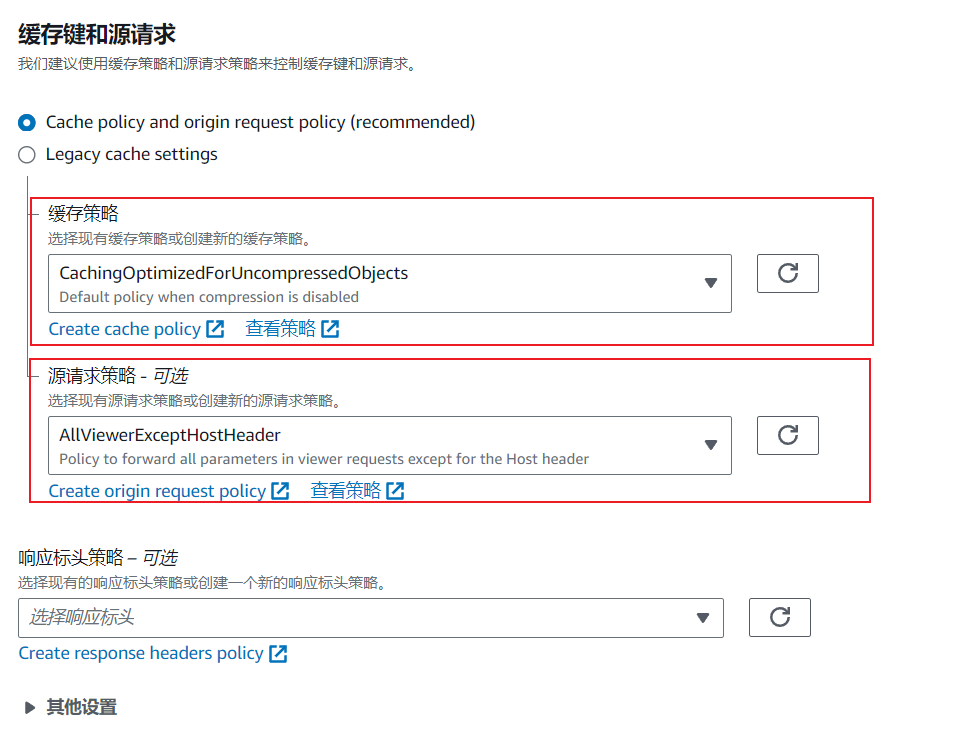 缓存键和源请求
我们建议使用缓存策略和源请求策略来控制缓存键和源请求。
Cache policy and origin request policy (recommended)
Legacy cache settings
缓存策略
选择现有缓存策略或创建新的缓存策略。
CachingOptimizedForUncompressedObjects
Default policy when compression is disabled
Create cache policy 查看策略
源请求策略 - 可选
选择现有源请求策略或创建新的源请求策略。
AllViewerExceptHostHeader
Policy to forward all parameters in viewer requests except for the Host header
Create origin request policy 查看策略
响应标头策略 – 可选
选择现有的响应标头策略或创建一个新的响应标头策略。
选择响应标头
Create response headers policy
其他设置